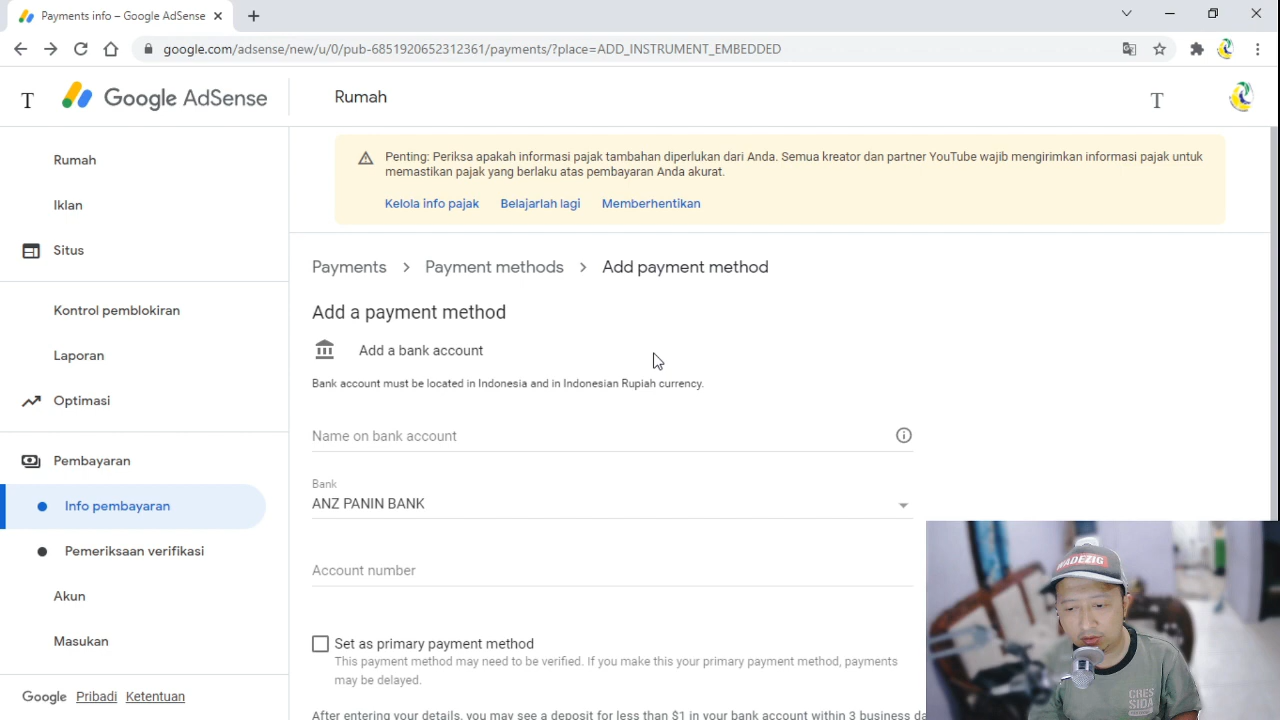 Payments info – Google AdSense
google.com/adsense/new/u/0/pub-6851920652312361/payments/?place=ADD_INSTRUMENT_EMBEDDED
T
Google AdSense
Rumah
T
Rumah
Iklan
Situs
Kontrol pemblokiran
Laporan
Optimasi
Pembayaran
Info pembayaran
Pemeriksaan verifikasi
Akun
Masukan
Google Pribadi Ketentuan
Penting: Periksa apakah informasi pajak tambahan diperlukan dari Anda. Semua kreator dan partner YouTube wajib mengirimkan informasi pajak untuk
memastikan pajak yang berlaku atas pembayaran Anda akurat.
Kelola info pajak Belajarlah lagi Memberhentikan
Payments > Payment methods > Add payment method
Add a payment method
Add a bank account
Bank account must be located in Indonesia and in Indonesian Rupiah currency.
Name on bank account
Bank
ANZ PANIN BANK
Account number
Set as primary payment method
This payment method may need to be verified. If you make this your primary payment method, payments
may be delayed.
After entering your details, you may see a deposit for less than $1 in your bank account within 3 business da
WADEZIG
CRES
SIDA